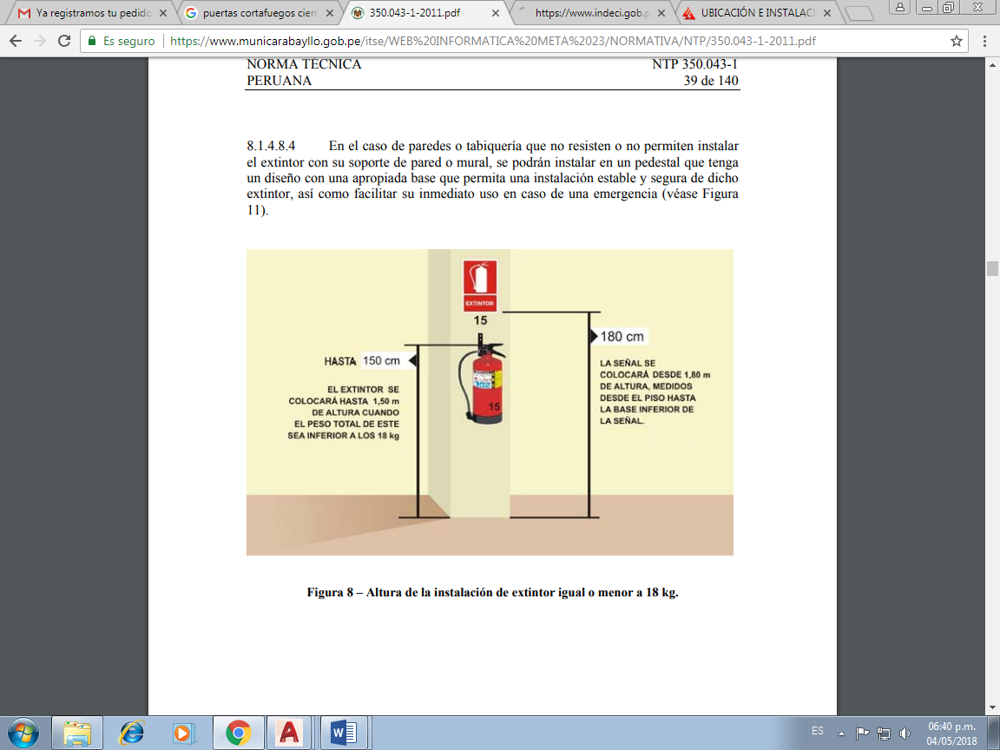 Ya registramos tu pedido
puertas cortafuegos cierr
350.043-1-2011.pdf
https://www.indeci.gob.p
UBICACIÓN E INSTALAC
Es seguro
https://www.municarabayllo.gob.pe/itse/WEB%20INFORMATICA%20META%2023/NORMATIVA/NTP/350.043-1-2011.pdf
NORMA TÉCNICA NTP 350.043-1
PERUANA 39 de 140
8.1.4.8.4 En el caso de paredes o tabiquería que no resisten o no permiten instalar
el extintor con su soporte de pared o mural, se podrán instalar en un pedestal que tenga
un diseño con una apropiada base que permita una instalación estable y segura de dicho
extintor, así como facilitar su inmediato uso en caso de una emergencia (véase Figura
11).
EXTINTOR
15
HASTA 150 cm
EL EXTINTOR SE
COLOCARÁ HASTA 1,50 m
DE ALTURA CUANDO
EL PESO TOTAL DE ESTE
SEA INFERIOR A LOS 18 kg
15
180 cm
LA SEÑAL SE
COLOCARÁ DESDE 1,80 m
DE ALTURA, MEDIDOS
DESDE EL PISO HASTA
LA BASE INFERIOR DE
LA SEÑAL.
Figura 8 – Altura de la instalación de extintor igual o menor a 18 kg.
ES
06:40 p.m.
04/05/2018